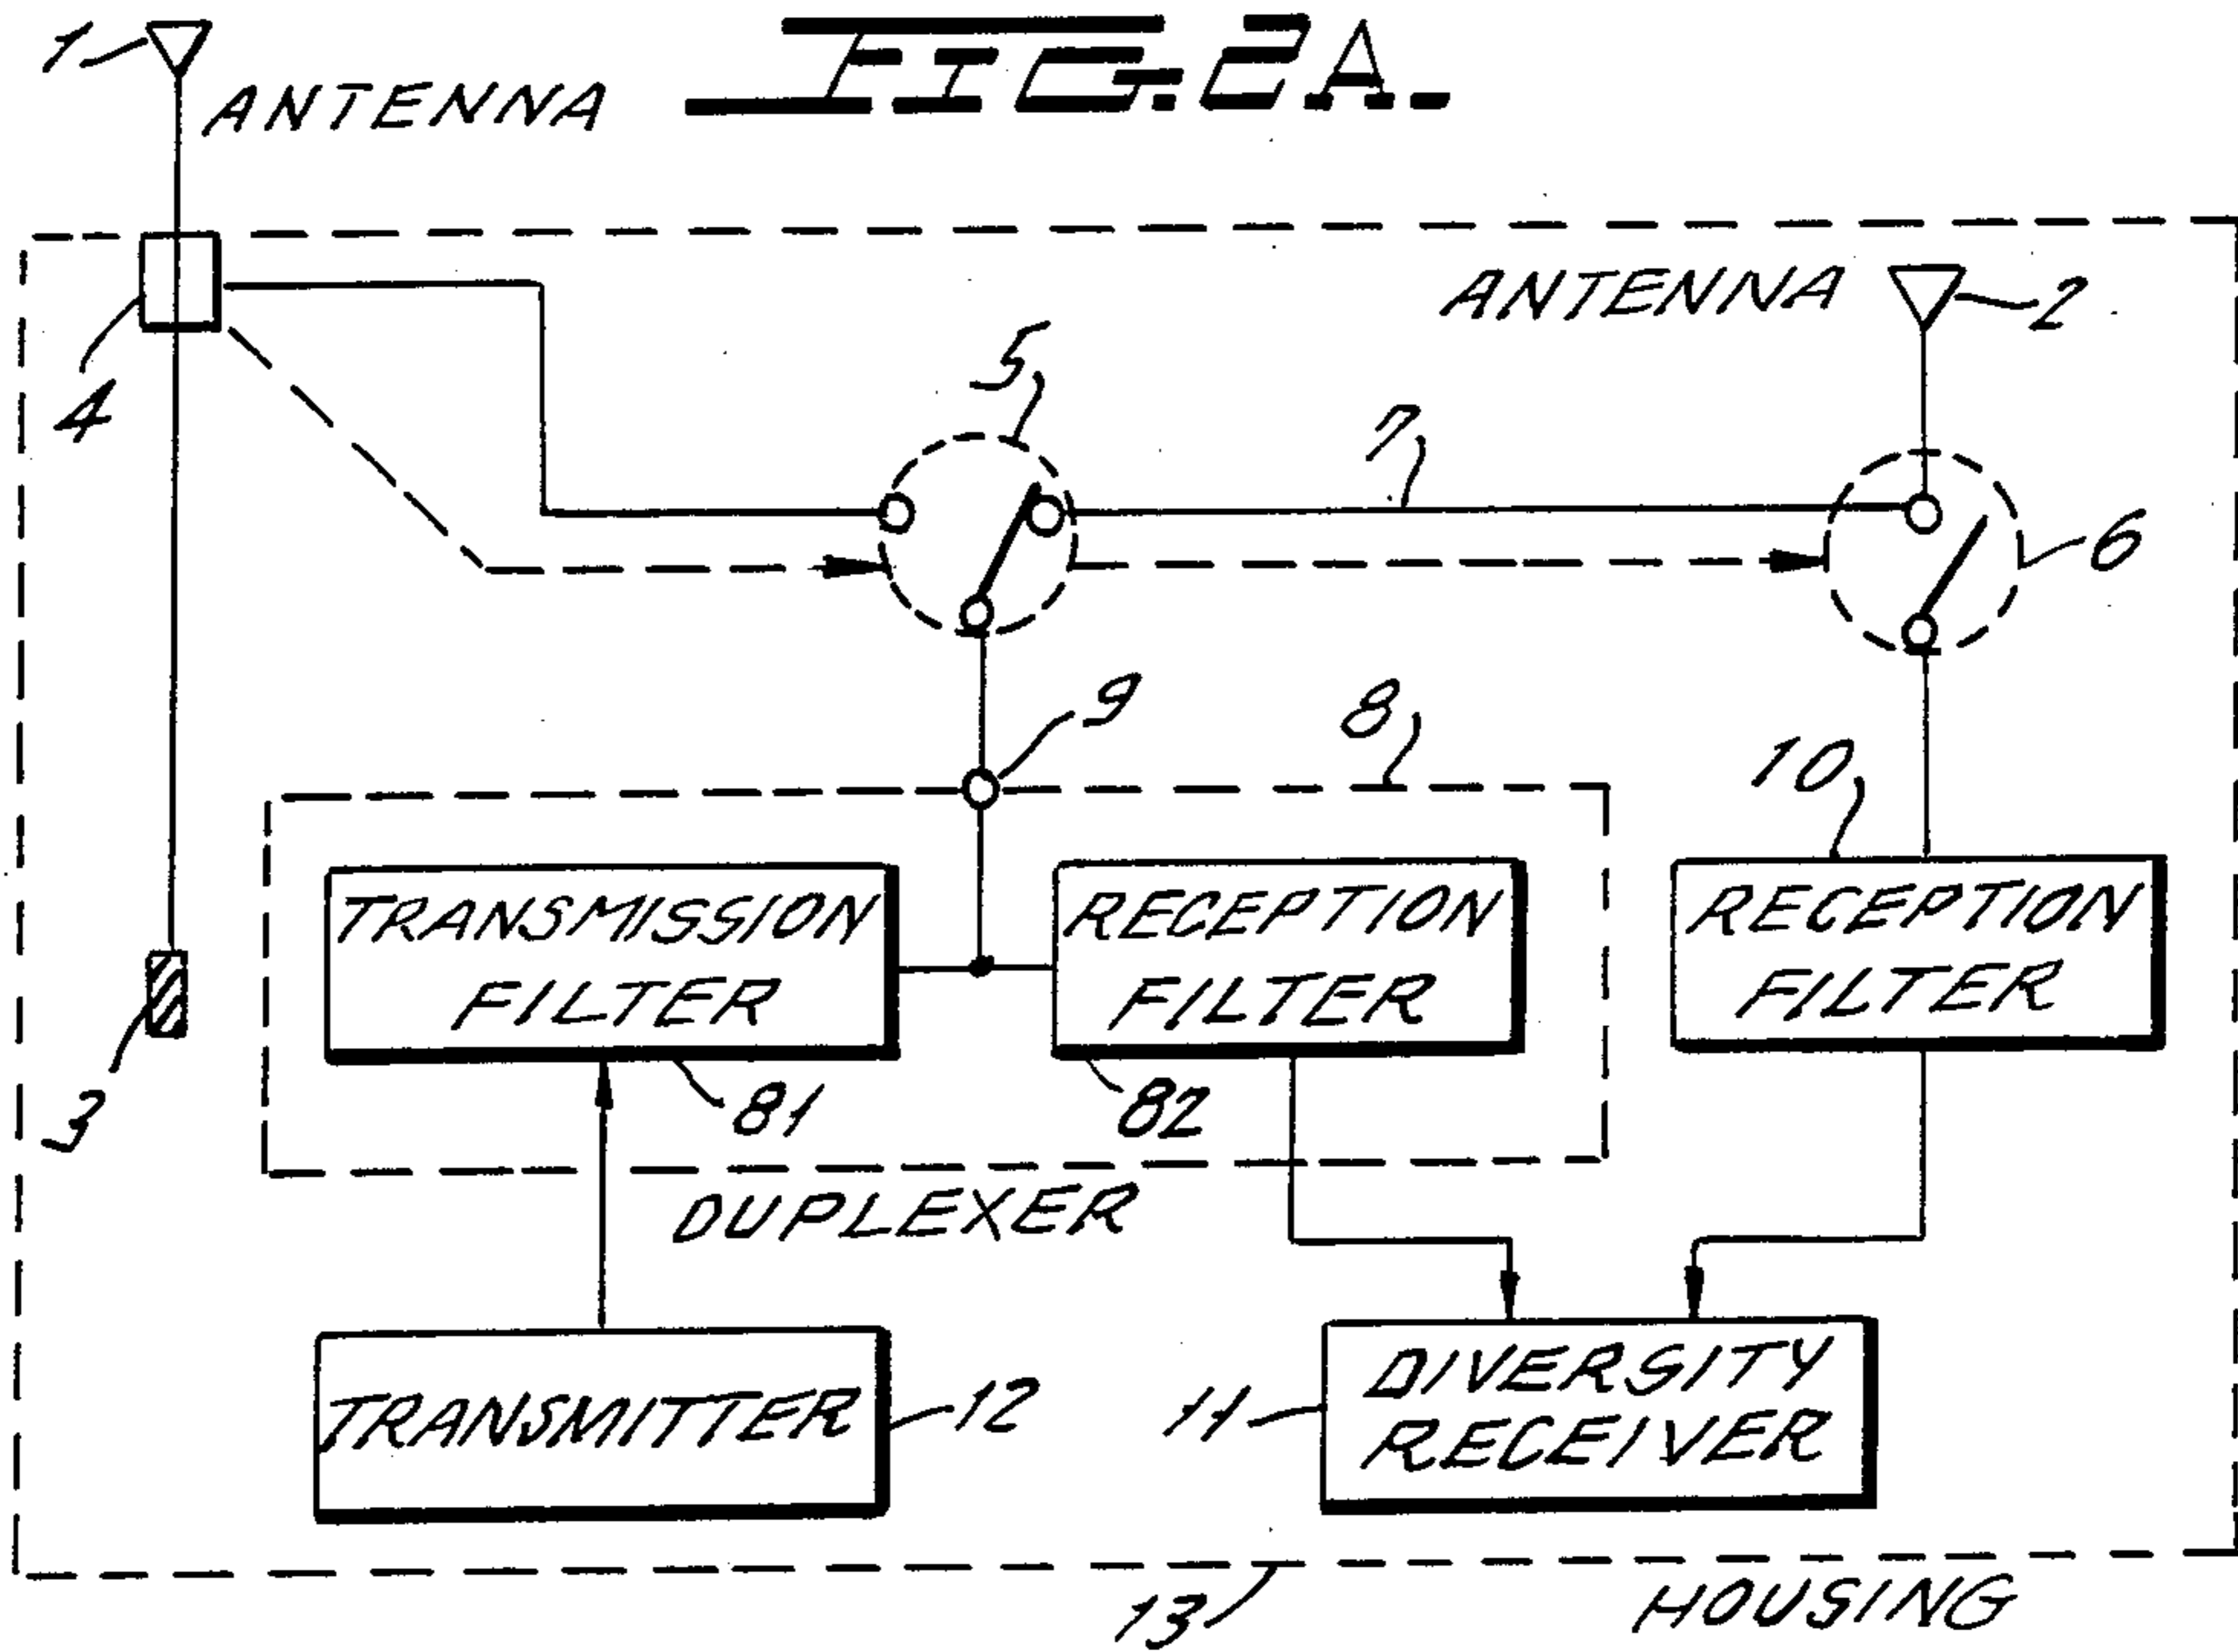 FIG. 2A.
1
ANTENNA
ANTENNA
2
4
5
7
6
9
8
10
TRANSMISSION
FILTER
RECEPTION
FILTER
RECEPTION
FILTER
3
81
82
DUPLEXER
TRANSMITTER
12
11
DIVERSITY
RECEIVER
13
HOUSING